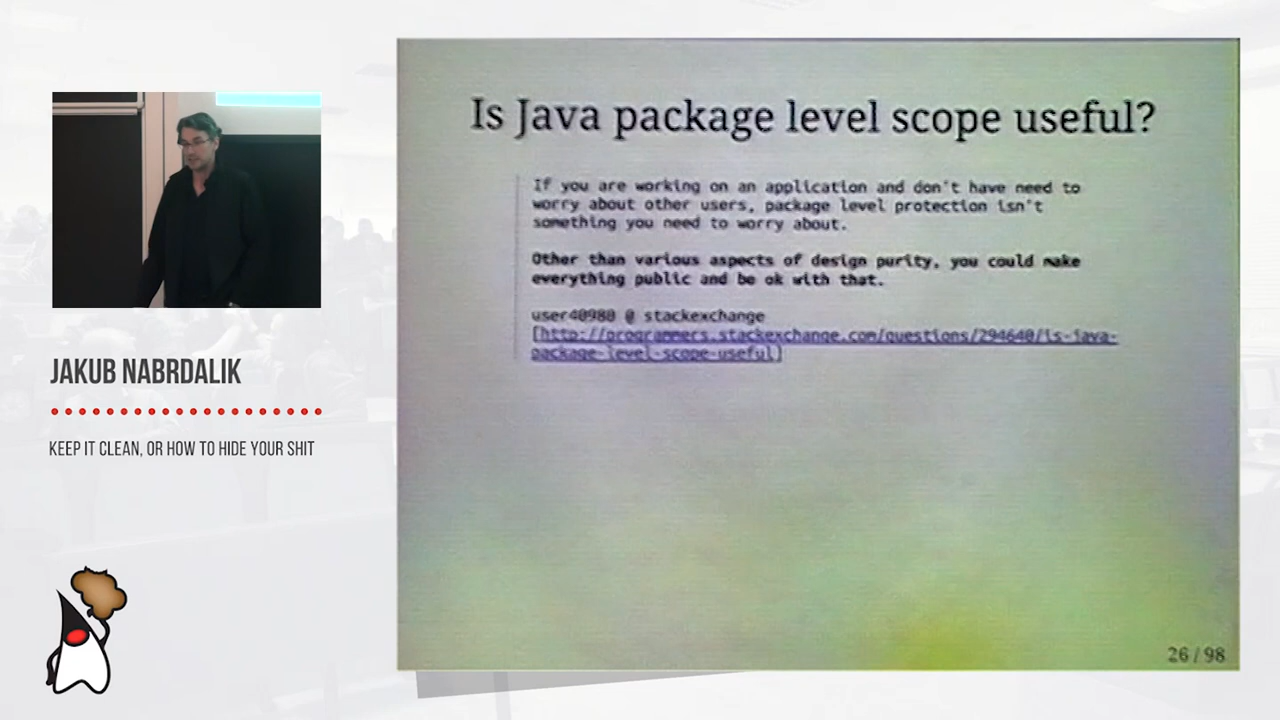 Is Java package level scope useful?
If you are working on an application and don't have need to
worry about other users, package level protection isn't
something you need to worry about.
Other than various aspects of design purity, you could make
everything public and be ok with that.
user40980 @ stackexchange
[http://programmers.stackexchange.com/questions/294640/is-java-
package-level-scope-useful]
26 / 98
JAKUB NABRDALIK
KEEP IT CLEAN, OR HOW TO HIDE YOUR SHIT